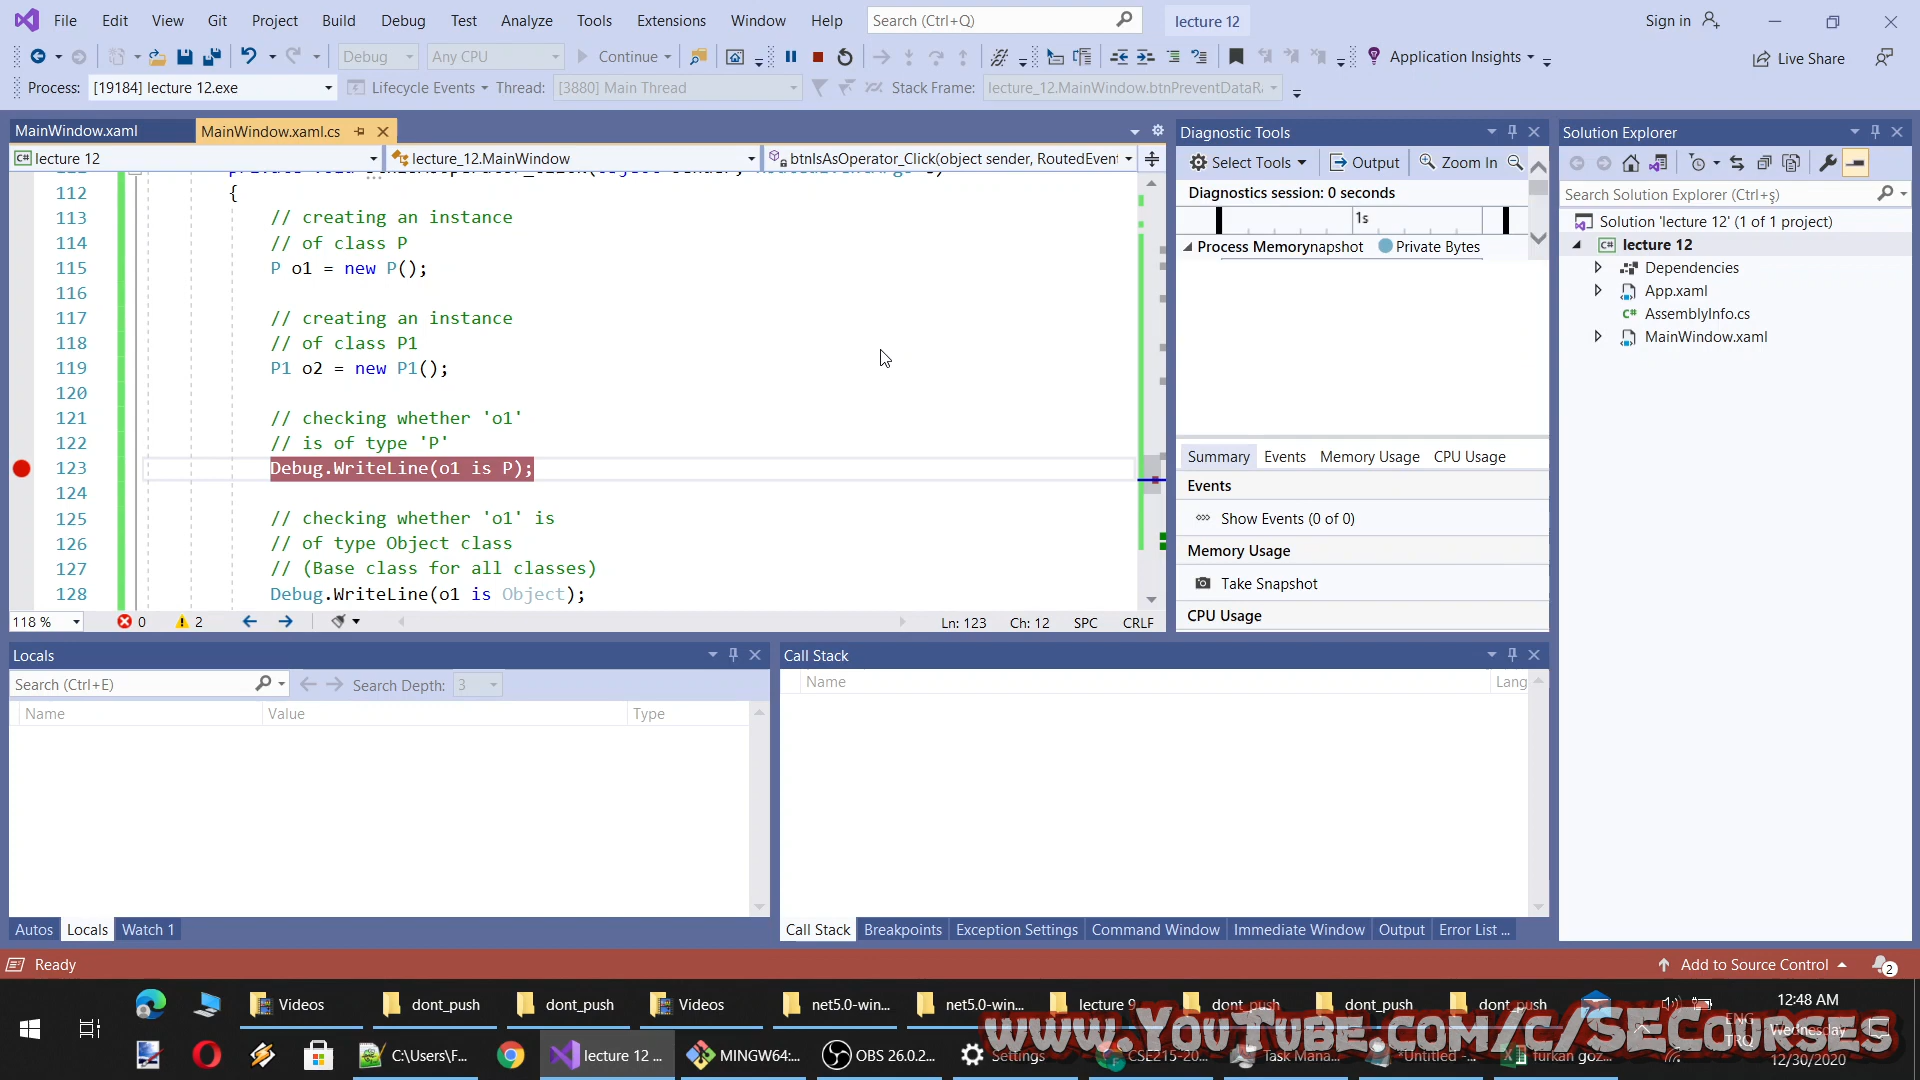 File Edit View Git Project Build Debug Test Analyze Tools Extensions Window Help Search (Ctrl+Q) lecture 12 Sign in
Debug Any CPU Continue Application Insights Live Share
Process: [19184] lecture 12.exe Lifecycle Events Thread: [3880] Main Thread Stack Frame: lecture_12.MainWindow.btnPreventDataR
MainWindow.xaml MainWindow.xaml.cs
lecture 12 lecture_12.MainWindow btnIsAsOperator_Click(object sender, RoutedEvent
112 {
113 // creating an instance
114 // of class P
115 P o1 = new P();
116
117 // creating an instance
118 // of class P1
119 P1 o2 = new P1();
120
121 // checking whether 'o1'
122 // is of type 'P'
123 Debug.WriteLine(o1 is P);
124
125 // checking whether 'o1' is
126 // of type Object class
127 // (Base class for all classes)
128 Debug.WriteLine(o1 is Object);
118 % 0 2 Ln: 123 Ch: 12 SPC CRLF
Diagnostic Tools
Select Tools Output Zoom In
Diagnostics session: 0 seconds
1s
Process Memory napshot Private Bytes
Summary Events Memory Usage CPU Usage
Events
Show Events (0 of 0)
Memory Usage
Take Snapshot
CPU Usage
Solution Explorer
Search Solution Explorer (Ctrl+ş)
Solution 'lecture 12' (1 of 1 project)
lecture 12
Dependencies
App.xaml
AssemblyInfo.cs
MainWindow.xaml
Locals
Search (Ctrl+E) Search Depth: 3
Name Value Type
Autos Locals Watch 1
Call Stack
Name Lang
Call Stack Breakpoints Exception Settings Command Window Immediate Window Output Error List ...
Ready Add to Source Control 2
Videos dont_push dont_push Videos net5.0-win... net5.0-win... lecture 9 dont_push dont_push dont_push 12:48 AM
ENG Wednesday
C:\Users\F... lecture 12 ... MINGW64:... OBS 26.0.2... Settings CSE215-20... Task Mana... *Untitled -... furkan goz... TRQ 12/30/2020
www.YouTube.com/c/SECourses